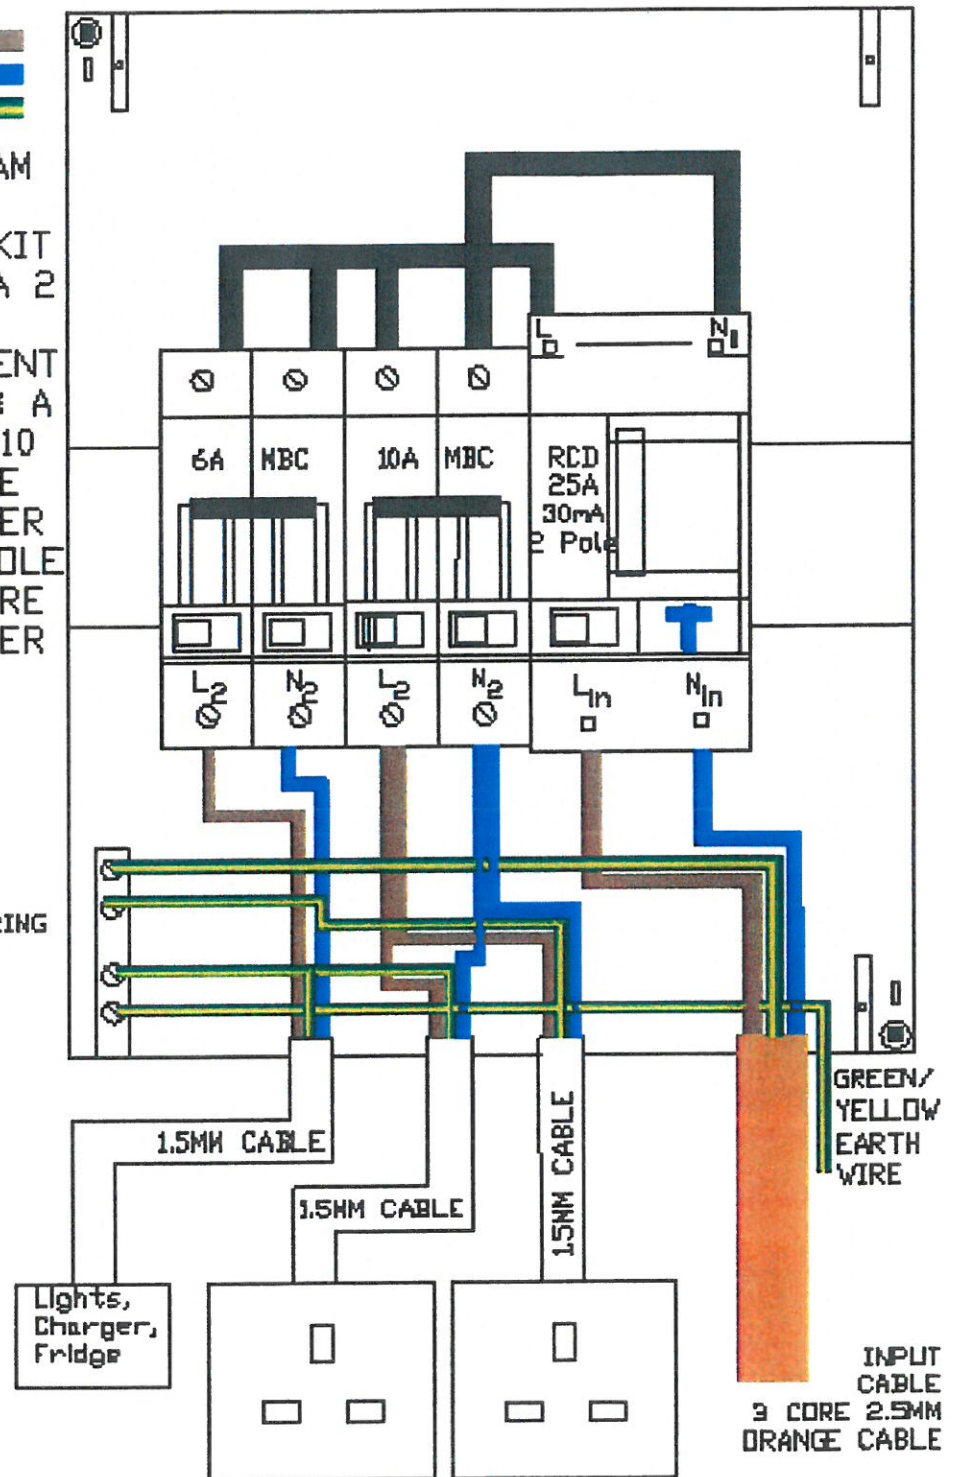 AM
KIT
A 2
ENT
A
10
E
ER
OLE
RE
ER
L N1
6A MBC 10A MBC
RCD
25A
30mA
2 Pole
L2 N2 L2 N2 Lin Nin
RING
GREEN/
YELLOW
EARTH
WIRE
1.5MM CABLE
1.5MM CABLE
1.5MM CABLE
Lights,
Charger,
Fridge
INPUT
CABLE
3 CORE 2.5MM
ORANGE CABLE